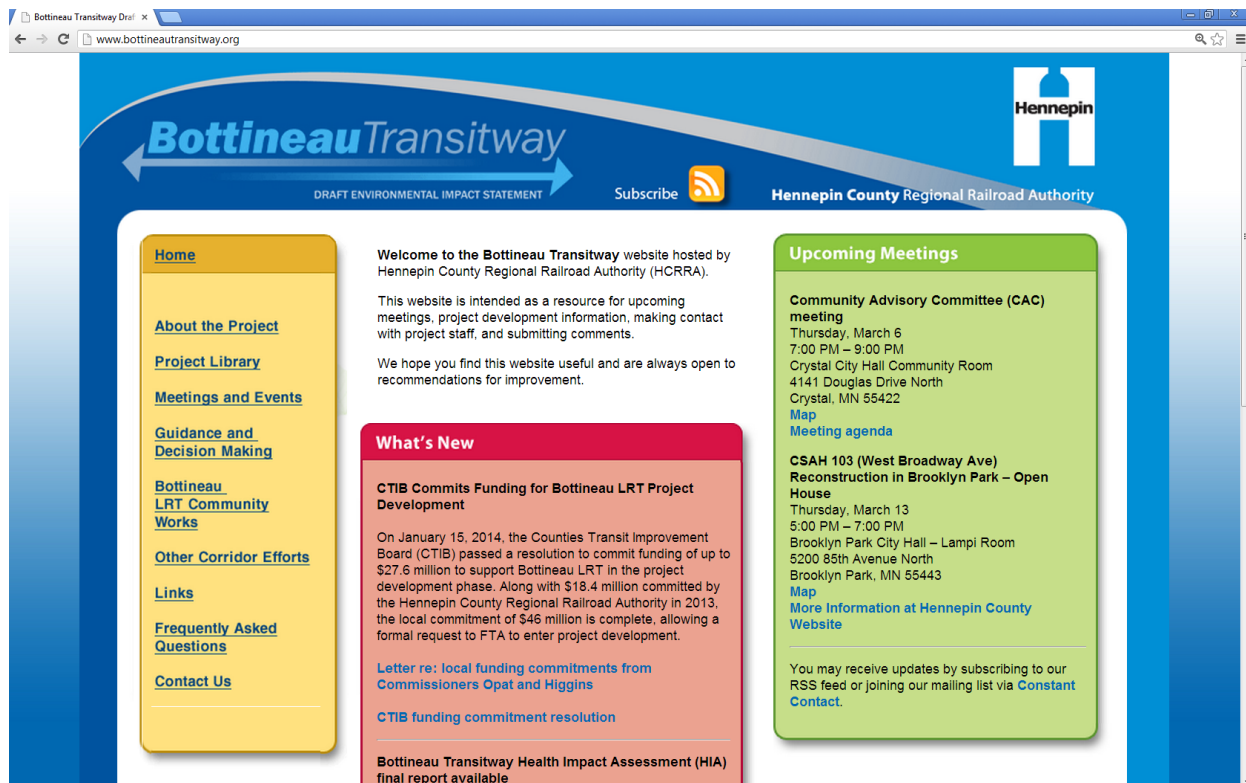 Bottineau Transitway Draf
www.bottineautransitway.org
Hennepin
BottineauTransitway
DRAFT ENVIRONMENTAL IMPACT STATEMENT
Subscribe
Hennepin County Regional Railroad Authority
Home
About the Project
Project Library
Meetings and Events
Guidance and
Decision Making
Bottineau
LRT Community
Works
Other Corridor Efforts
Links
Frequently Asked
Questions
Contact Us
Welcome to the Bottineau Transitway website hosted by
Hennepin County Regional Railroad Authority (HCRRA).
This website is intended as a resource for upcoming
meetings, project development information, making contact
with project staff, and submitting comments.
We hope you find this website useful and are always open to
recommendations for improvement.
What's New
CTIB Commits Funding for Bottineau LRT Project
Development
On January 15, 2014, the Counties Transit Improvement
Board (CTIB) passed a resolution to commit funding of up to
$27.6 million to support Bottineau LRT in the project
development phase. Along with $18.4 million committed by
the Hennepin County Regional Railroad Authority in 2013,
the local commitment of $46 million is complete, allowing a
formal request to FTA to enter project development.
Letter re: local funding commitments from
Commissioners Opat and Higgins
CTIB funding commitment resolution
Bottineau Transitway Health Impact Assessment (HIA)
final report available
Upcoming Meetings
Community Advisory Committee (CAC)
meeting
Thursday, March 6
7:00 PM – 9:00 PM
Crystal City Hall Community Room
4141 Douglas Drive North
Crystal, MN 55422
Map
Meeting agenda
CSAH 103 (West Broadway Ave)
Reconstruction in Brooklyn Park – Open
House
Thursday, March 13
5:00 PM – 7:00 PM
Brooklyn Park City Hall – Lampi Room
5200 85th Avenue North
Brooklyn Park, MN 55443
Map
More Information at Hennepin County
Website
You may receive updates by subscribing to our
RSS feed or joining our mailing list via Constant
Contact.